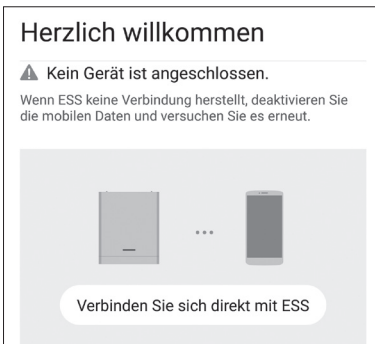 Herzlich willkommen
Kein Gerät ist angeschlossen.
Wenn ESS keine Verbindung herstellt, deaktivieren Sie
die mobilen Daten und versuchen Sie es erneut.
Verbinden Sie sich direkt mit ESS